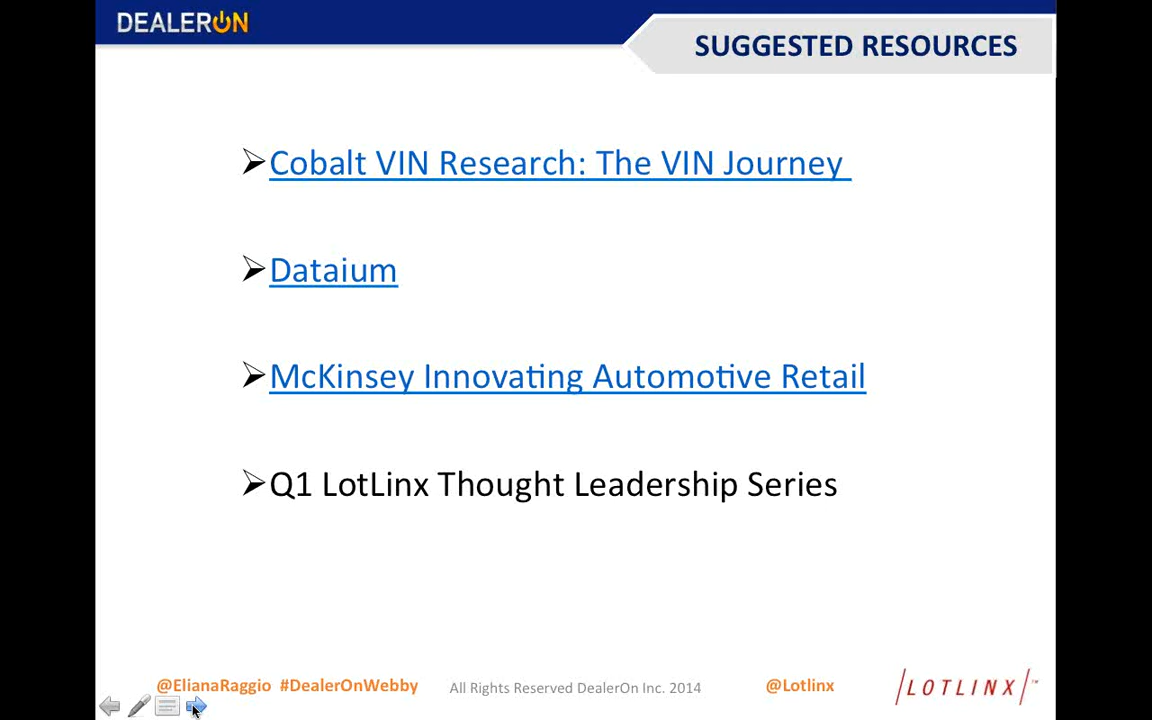 DEALERON
SUGGESTED RESOURCES
➢Cobalt VIN Research: The VIN Journey
➢Dataium
➢McKinsey Innovating Automotive Retail
➢Q1 LotLinx Thought Leadership Series
@ElianaRaggio #DealerOnWebby All Rights Reserved DealerOn Inc. 2014 @Lotlinx /LOTLINX/™